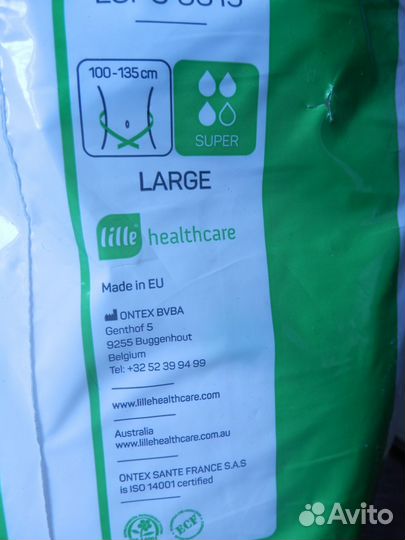 100-135cm
SUPER
LARGE
lille healthcare
Made in EU
ONTEX BVBA
Genthof 5
9255 Buggenhout
Belgium
Tel: +32 52 39 94 99
www.lillehealthcare.com
Australia
www.lillehealthcare.com.au
ONTEX SANTE FRANCE S.A.S
is ISO 14001 certified
ECF
Avito